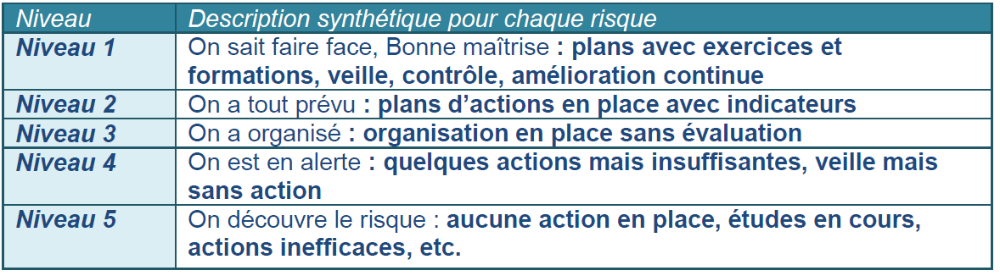 Niveau Description synthétique pour chaque risque
Niveau 1 On sait faire face, Bonne maîtrise : plans avec exercices et
formations, veille, contrôle, amélioration continue
Niveau 2 On a tout prévu : plans d’actions en place avec indicateurs
Niveau 3 On a organisé : organisation en place sans évaluation
Niveau 4 On est en alerte : quelques actions mais insuffisantes, veille mais
sans action
Niveau 5 On découvre le risque : aucune action en place, études en cours,
actions inefficaces, etc.